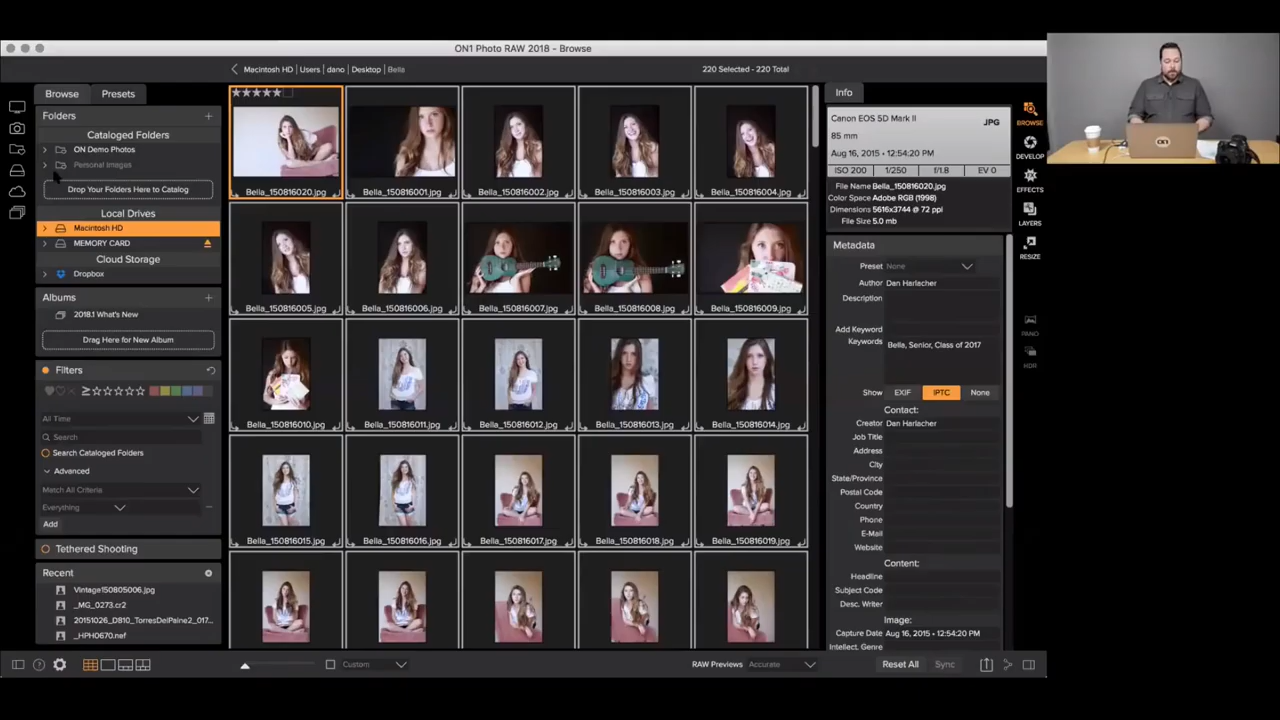 ON1 Photo RAW 2018 - Browse
Macintosh HD | Users | dano | Desktop | Bella
220 Selected - 220 Total
Browse
Presets
Folders
Cataloged Folders
ON Demo Photos
Personal Images
Drop Your Folders Here to Catalog
Local Drives
Macintosh HD
MEMORY CARD
Cloud Storage
Dropbox
Albums
2018.1 What's New
Drag Here for New Album
Filters
All Time
Search
Search Cataloged Folders
Advanced
Match All Criteria
Everything
Add
Tethered Shooting
Recent
Vintage150805006.jpg
_MG_0273.cr2
20151026_D810_TorresDelPaine2_017...
_HPH0670.nef
Bella_150816020.jpg
Bella_150816001.jpg
Bella_150816002.jpg
Bella_150816003.jpg
Bella_150816004.jpg
Bella_150816005.jpg
Bella_150816006.jpg
Bella_150816007.jpg
Bella_150816008.jpg
Bella_150816009.jpg
Bella_150816010.jpg
Bella_150816011.jpg
Bella_150816012.jpg
Bella_150816013.jpg
Bella_150816014.jpg
Bella_150816015.jpg
Bella_150816016.jpg
Bella_150816017.jpg
Bella_150816018.jpg
Bella_150816019.jpg
Info
Canon EOS 5D Mark II
JPG
85 mm
Aug 16, 2015 • 12:54:20 PM
ISO 200 1/250 f/1.8 EV 0
File Name Bella_150816020.jpg
Color Space Adobe RGB (1998)
Dimensions 5616x3744 @ 72 ppi
File Size 5.0 mb
Metadata
Preset None
Author Dan Harlacher
Description
Add Keyword
Keywords Bella, Senior, Class of 2017
Show EXIF IPTC None
Contact:
Creator Dan Harlacher
Job Title
Address
City
State/Province
Postal Code
Country
Phone
E-Mail
Website
Content:
Headline
Subject Code
Desc. Writer
Image:
Capture Date Aug 16, 2015 • 12:54:20 PM
Intellect. Genre
BROWSE
DEVELOP
EFFECTS
LAYERS
RESIZE
PANO
HDR
Custom
RAW Previews Accurate
Reset All
Sync
ON